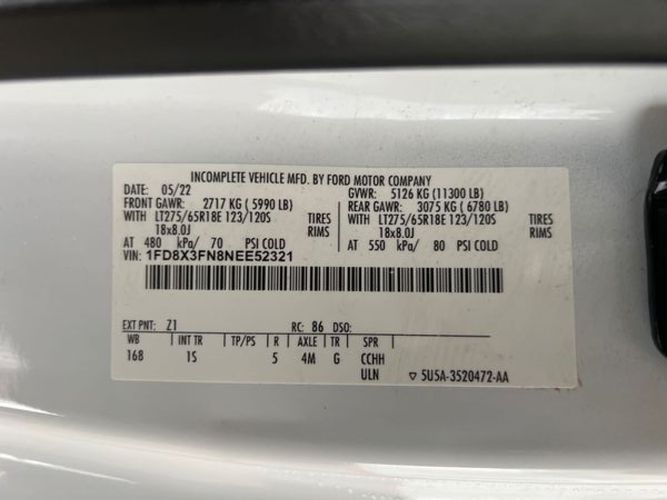 INCOMPLETE VEHICLE MFD. BY FORD MOTOR COMPANY
DATE: 05/22 GVWR: 5126 KG (11300 LB)
FRONT GAWR: 2717 KG ( 5990 LB) REAR GAWR: 3075 KG ( 6780 LB)
WITH LT275/65R18E 123/120S TIRES WITH LT275/65R18E 123/120S TIRES
18x8.0J RIMS 18x8.0J RIMS
AT 480 kPa/ 70 PSI COLD AT 550 kPa/ 80 PSI COLD
VIN: 1FD8X3FN8NEE52321
EXT PNT: Z1 RC: 86 DSO:
WB | INT TR | TP/PS | R | AXLE | TR | SPR
168 1S 5 4M G CCHH
ULN ▽ 5U5A-3520472-AA